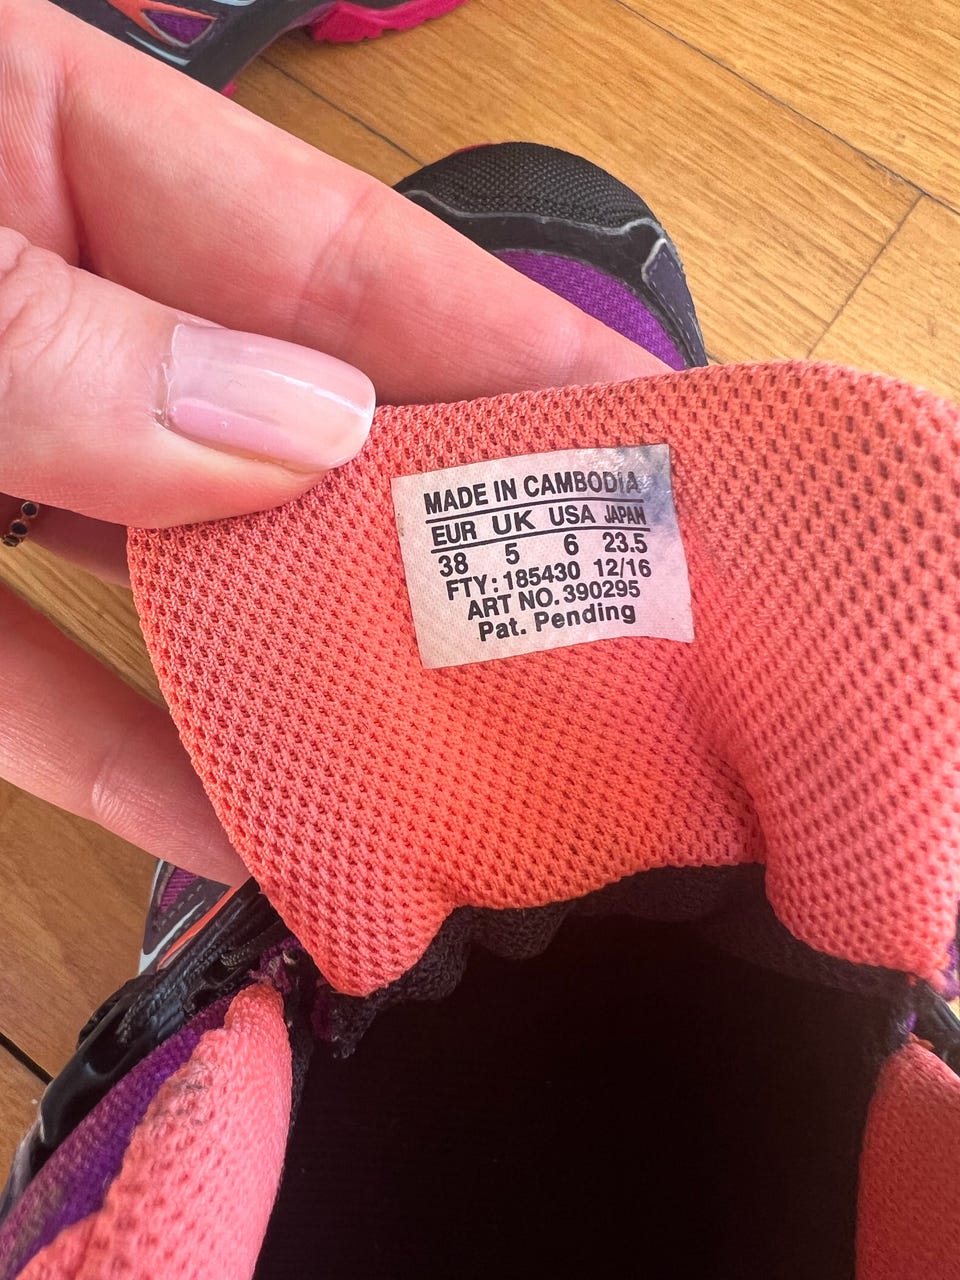 MADE IN CAMBODIA
EUR UK USA JAPAN
38 5 6 23.5
FTY: 185430 12/16
ART NO. 390295
Pat. Pending